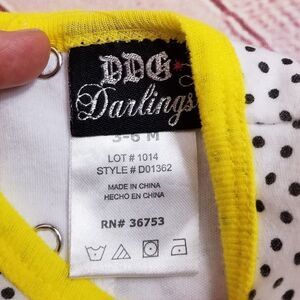 DDG
Darlings
3-6 M
LOT # 1014
STYLE # D01362
MADE IN CHINA
HECHO EN CHINA
RN# 36753